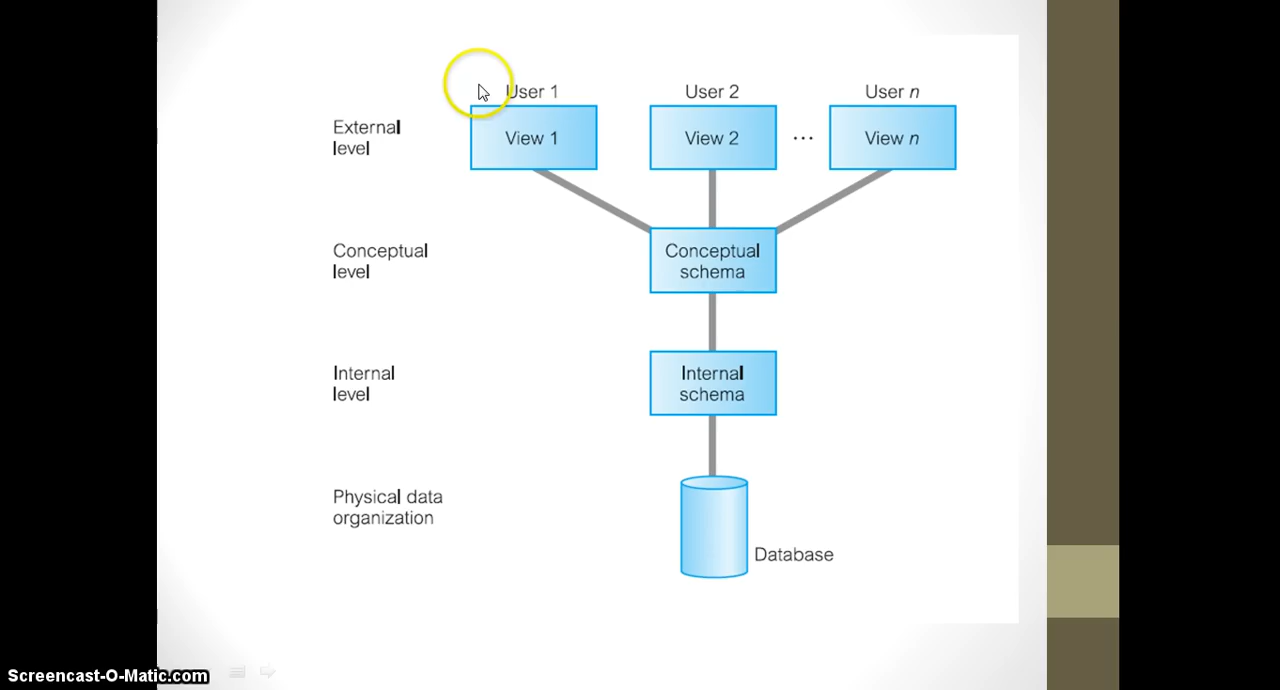 User 1
User 2
User n
External
level
View 1
View 2
...
View n
Conceptual
level
Conceptual
schema
Internal
level
Internal
schema
Physical data
organization
Database
Screencast-O-Matic.com